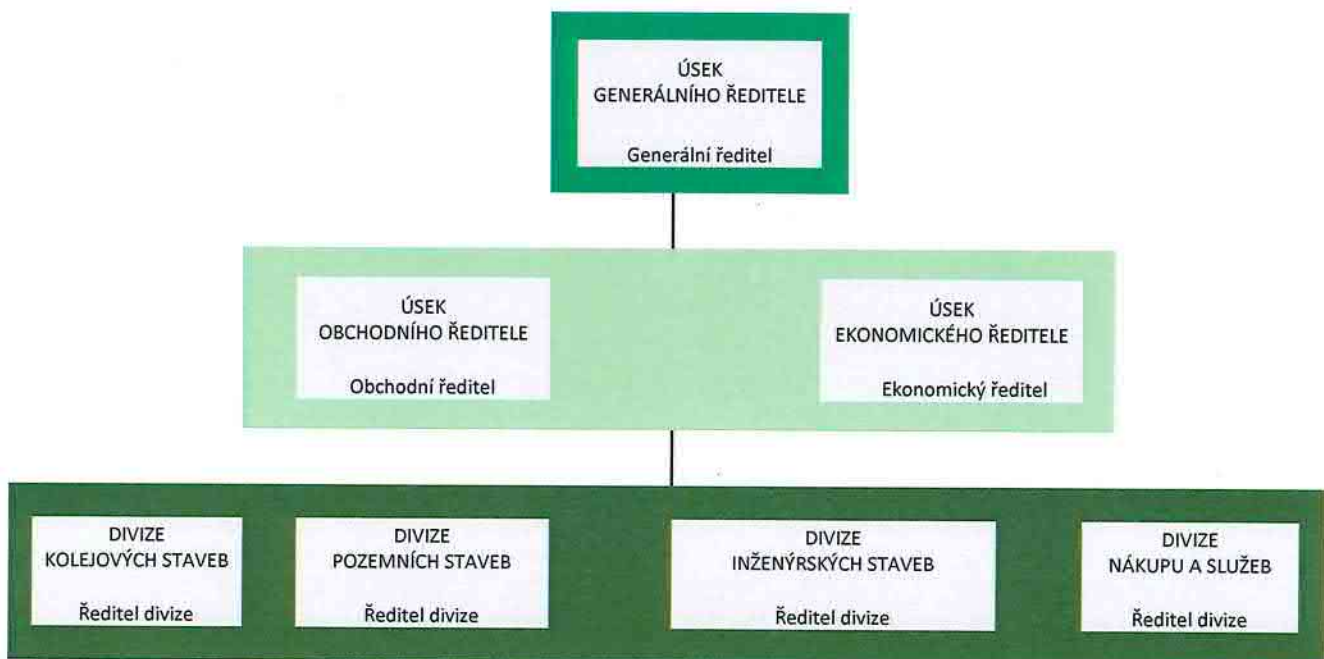 ÚSEK
GENERÁLNÍHO ŘEDITELE
Generální ředitel
ÚSEK
OBCHODNÍHO ŘEDITELE
Obchodní ředitel
ÚSEK
EKONOMICKÉHO ŘEDITELE
Ekonomický ředitel
DIVIZE
KOLEJOVÝCH STAVEB
Ředitel divize
DIVIZE
POZEMNÍCH STAVEB
Ředitel divize
DIVIZE
INŽENÝRSKÝCH STAVEB
Ředitel divize
DIVIZE
NÁKUPU A SLUŽEB
Ředitel divize